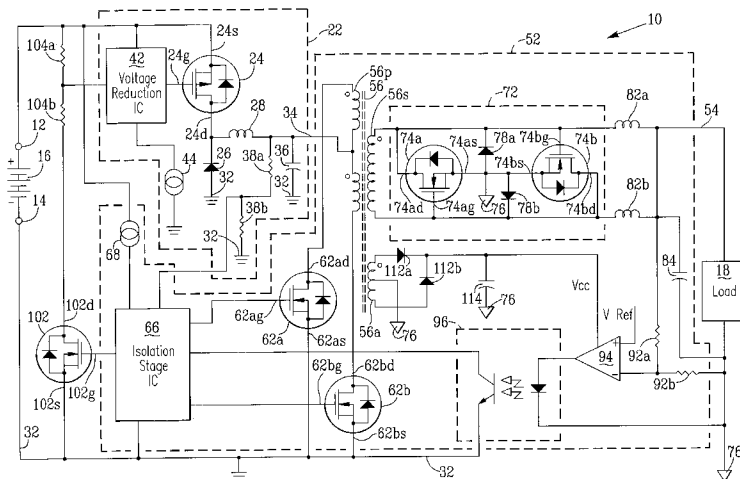 10
104a
42
Voltage
Reduction
IC
24s
24g
24
22
52
104b
24d
28
34
56p
56
56s
72
82a
54
12
16
14
44
26
32
38a
36
32
38b
32
68
74a
74as
78a
74bg
74b
74bs
74ad
74ag
76
78b
74bd
82b
84
18
Load
112a
112b
114
76
56a
76
Vcc
V Ref
62ad
62ag
62a
62as
102d
102
102g
102s
66
Isolation
Stage
IC
96
94
92a
92b
62bd
62bg
62b
62bs
32
32
76